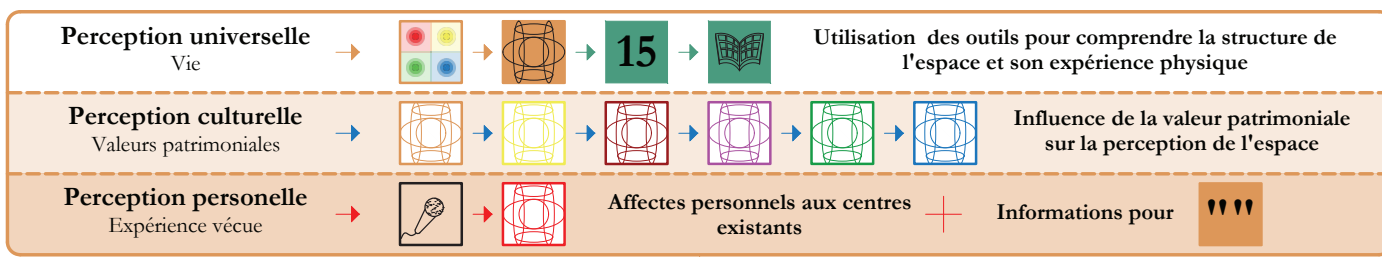 Perception universelle
Vie
15
Utilisation des outils pour comprendre la structure de
l'espace et son expérience physique
Perception culturelle
Valeurs patrimoniales
Influence de la valeur patrimoniale
sur la perception de l'espace
Perception personelle
Expérience vécue
Affectes personnels aux centres
existants
Informations pour
""